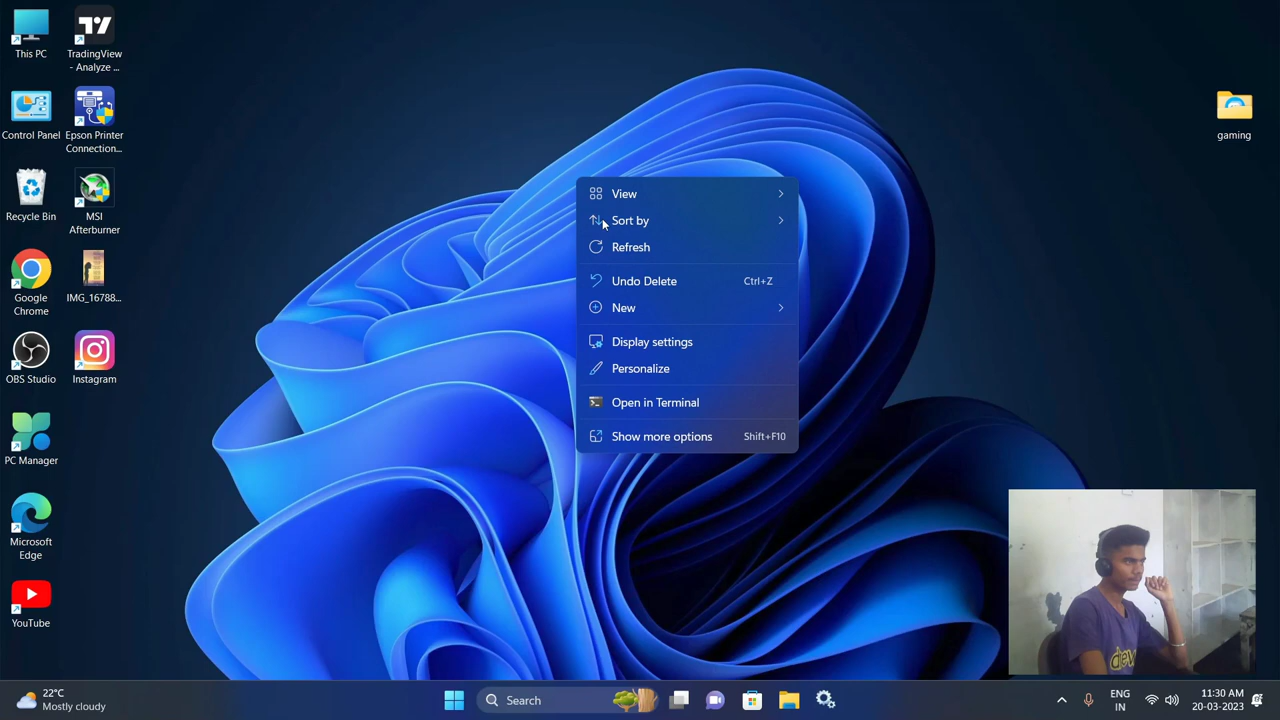 This PC
TradingView
- Analyze ...
Control Panel
Epson Printer
Connection...
Recycle Bin
MSI
Afterburner
Google
Chrome
IMG_16788...
OBS Studio
Instagram
PC Manager
Microsoft
Edge
YouTube
gaming
View
Sort by
Refresh
Undo Delete Ctrl+Z
New
Display settings
Personalize
Open in Terminal
Show more options Shift+F10
dev
22°C
Mostly cloudy
Search
ENG
IN
11:30 AM
20-03-2023